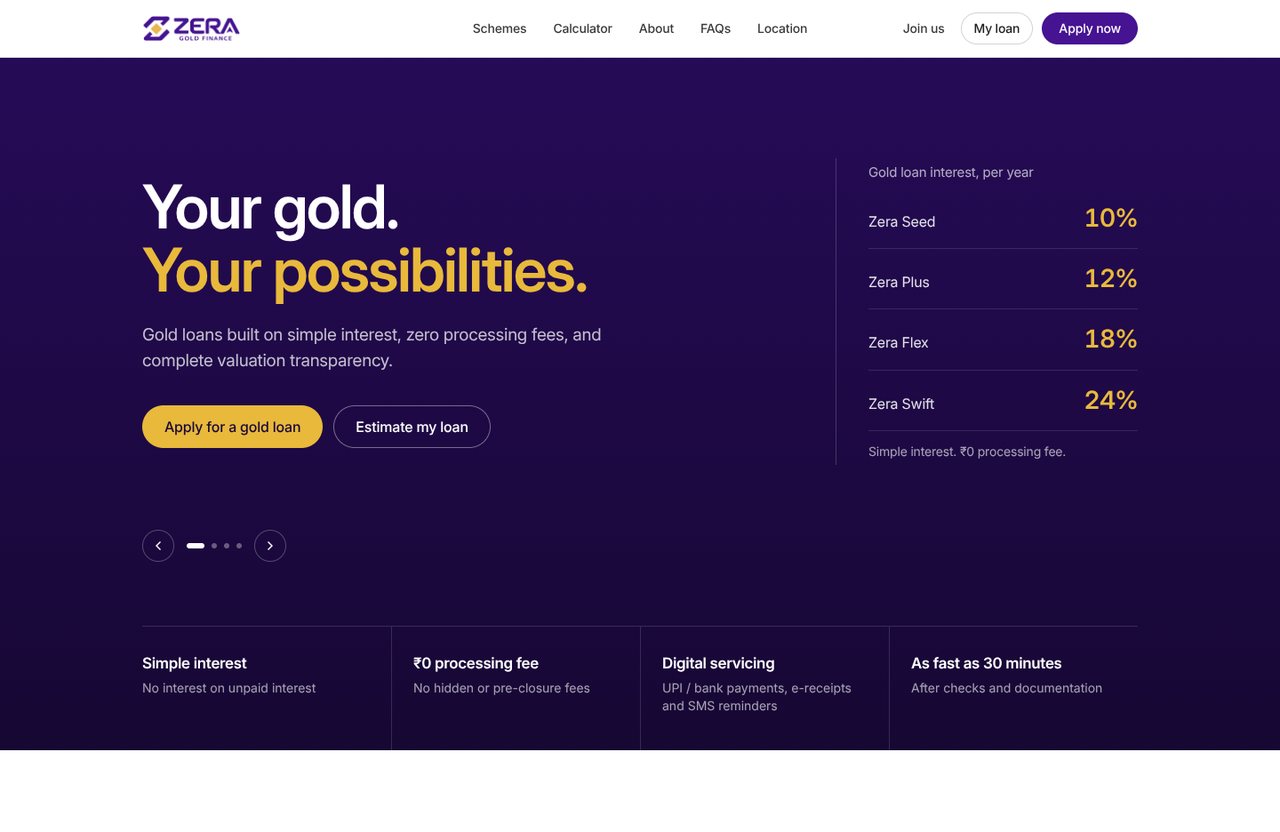 ZERA
GOLD FINANCE
Schemes
Calculator
About
FAQs
Location
Join us
My loan
Apply now
Your gold.
Your possibilities.
Gold loans built on simple interest, zero processing fees, and
complete valuation transparency.
Apply for a gold loan
Estimate my loan
Gold loan interest, per year
Zera Seed 10%
Zera Plus 12%
Zera Flex 18%
Zera Swift 24%
Simple interest. ₹0 processing fee.
Simple interest
No interest on unpaid interest
₹0 processing fee
No hidden or pre-closure fees
Digital servicing
UPI / bank payments, e-receipts
and SMS reminders
As fast as 30 minutes
After checks and documentation